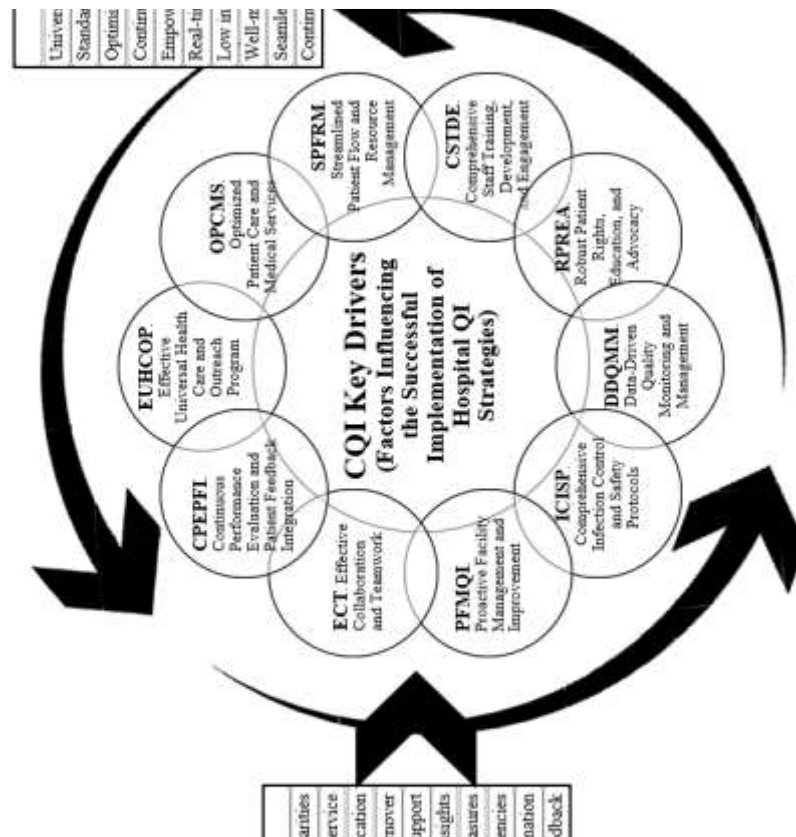 arities
ervice
cation
nover
upport
sights
asures
encies
nation
dback
EUHCOP.
Effective
Universal Health
Care and
Outreach
Program
OPCMS.
Optimized
Patient Care and
Medical Services
SPFRM.
Streamlined
Patient Flow and
Resource
Management
CSTDE.
Comprehensive
Staff Training,
Development,
and Engagement
RPREA
Robust Patient
Rights,
Education, and
Advocacy
DDQMM.
Data-Driven
Quality
Monitoring and
Management
ICISP
Comprehensive
Infection Control
and Safety
Protocols
PFMQI.
Proactive Facility
Management and
Improvement
ECT. Effective
Collaboration
and Teamwork
CPEPFI.
Continuous
Performance
Evaluation and
Patient Feedback
Integration
CQI Key Drivers
(Factors Influencing
the Successful
Implementation of
Hospital QI
Strategies)
Univers
Standa
Optimi
Contin
Empov
Real-ti
Low in
Well-m
Seamle
Contin